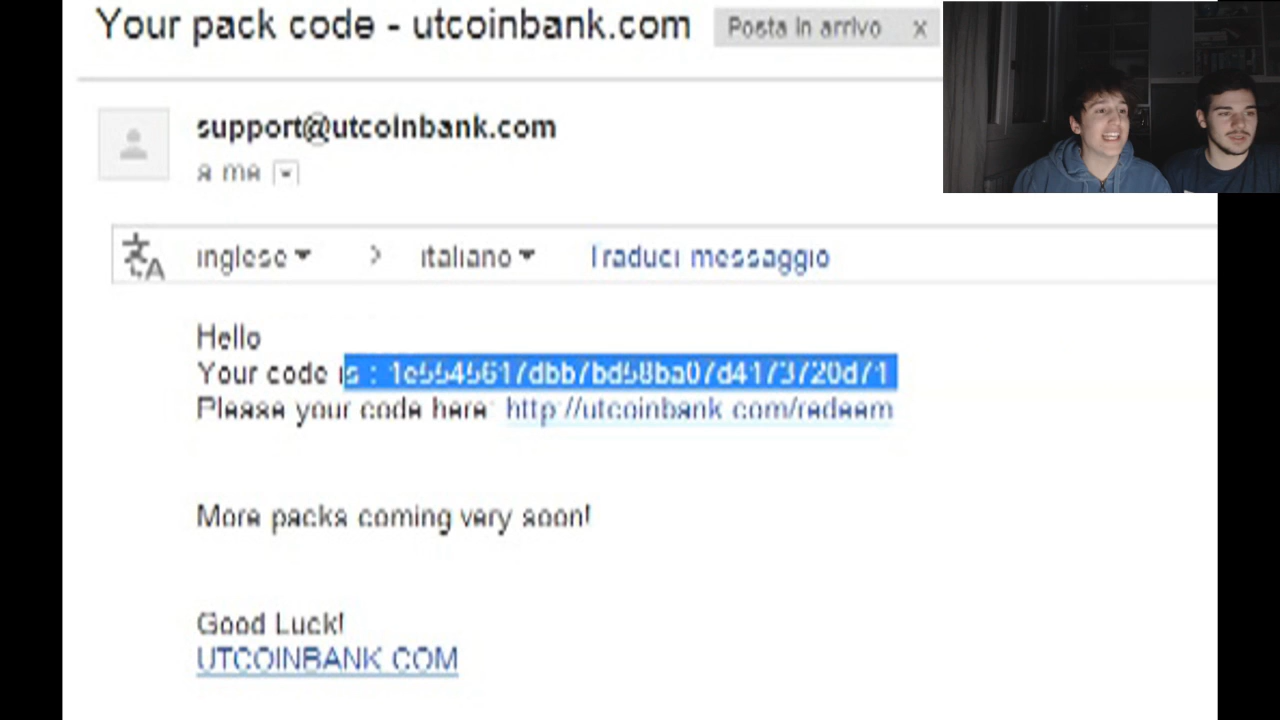 Your pack code - utcoinbank.com Posta in arrivo x
support@utcoinbank.com
a me
inglese > italiano Traduci messaggio
Hello
Your code is : 1e5545617dbb7bd58ba07d4173720d71
Please your code here: http://utcoinbank.com/redeem
More packs coming very soon!
Good Luck!
UTCOINBANK.COM